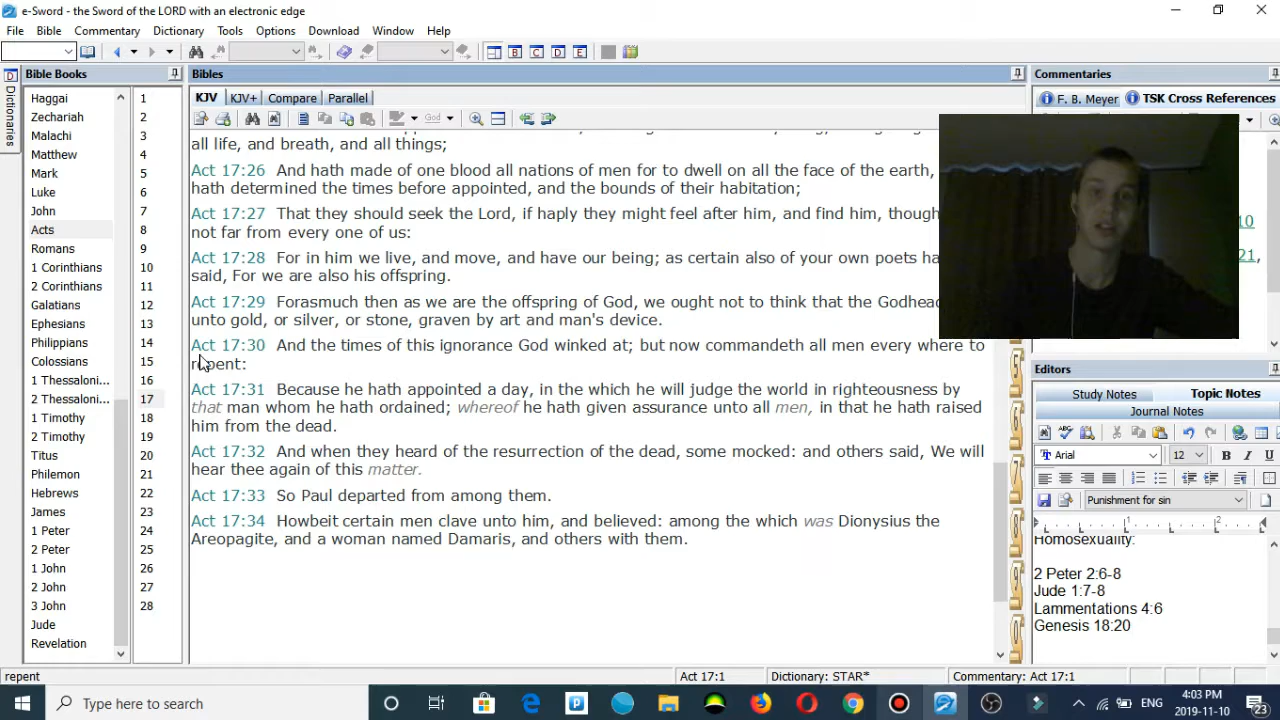 e-Sword - the Sword of the LORD with an electronic edge
File Bible Commentary Dictionary Tools Options Download Window Help
B C D E
D Dictionaries
Bible Books
Haggai
Zechariah
Malachi
Matthew
Mark
Luke
John
Acts
Romans
1 Corinthians
2 Corinthians
Galatians
Ephesians
Philippians
Colossians
1 Thessaloni...
2 Thessaloni...
1 Timothy
2 Timothy
Titus
Philemon
Hebrews
James
1 Peter
2 Peter
1 John
2 John
3 John
Jude
Revelation
1
2
3
4
5
6
7
8
9
10
11
12
13
14
15
16
17
18
19
20
21
22
23
24
25
26
27
28
Bibles
KJV KJV+ Compare Parallel
God
all life, and breath, and all things;
Act 17:26 And hath made of one blood all nations of men for to dwell on all the face of the earth,
hath determined the times before appointed, and the bounds of their habitation;
Act 17:27 That they should seek the Lord, if haply they might feel after him, and find him, though
not far from every one of us:
Act 17:28 For in him we live, and move, and have our being; as certain also of your own poets ha
said, For we are also his offspring.
Act 17:29 Forasmuch then as we are the offspring of God, we ought not to think that the Godhead
unto gold, or silver, or stone, graven by art and man's device.
Act 17:30 And the times of this ignorance God winked at; but now commandeth all men every where to
repent:
Act 17:31 Because he hath appointed a day, in the which he will judge the world in righteousness by
that man whom he hath ordained; whereof he hath given assurance unto all men, in that he hath raised
him from the dead.
Act 17:32 And when they heard of the resurrection of the dead, some mocked: and others said, We will
hear thee again of this matter.
Act 17:33 So Paul departed from among them.
Act 17:34 Howbeit certain men clave unto him, and believed: among the which was Dionysius the
Areopagite, and a woman named Damaris, and others with them.
5
6
7
8
9
0
Commentaries
F. B. Meyer TSK Cross References
10
21,
Editors
Study Notes Topic Notes
Journal Notes
ABC
Arial 12 B I U
Punishment for sin
1 2
Homosexuality:
2 Peter 2:6-8
Jude 1:7-8
Lammentations 4:6
Genesis 18:20
repent Act 17:1 Dictionary: STAR* Commentary: Act 17:1
Type here to search
ENG
4:03 PM
2019-11-10
23